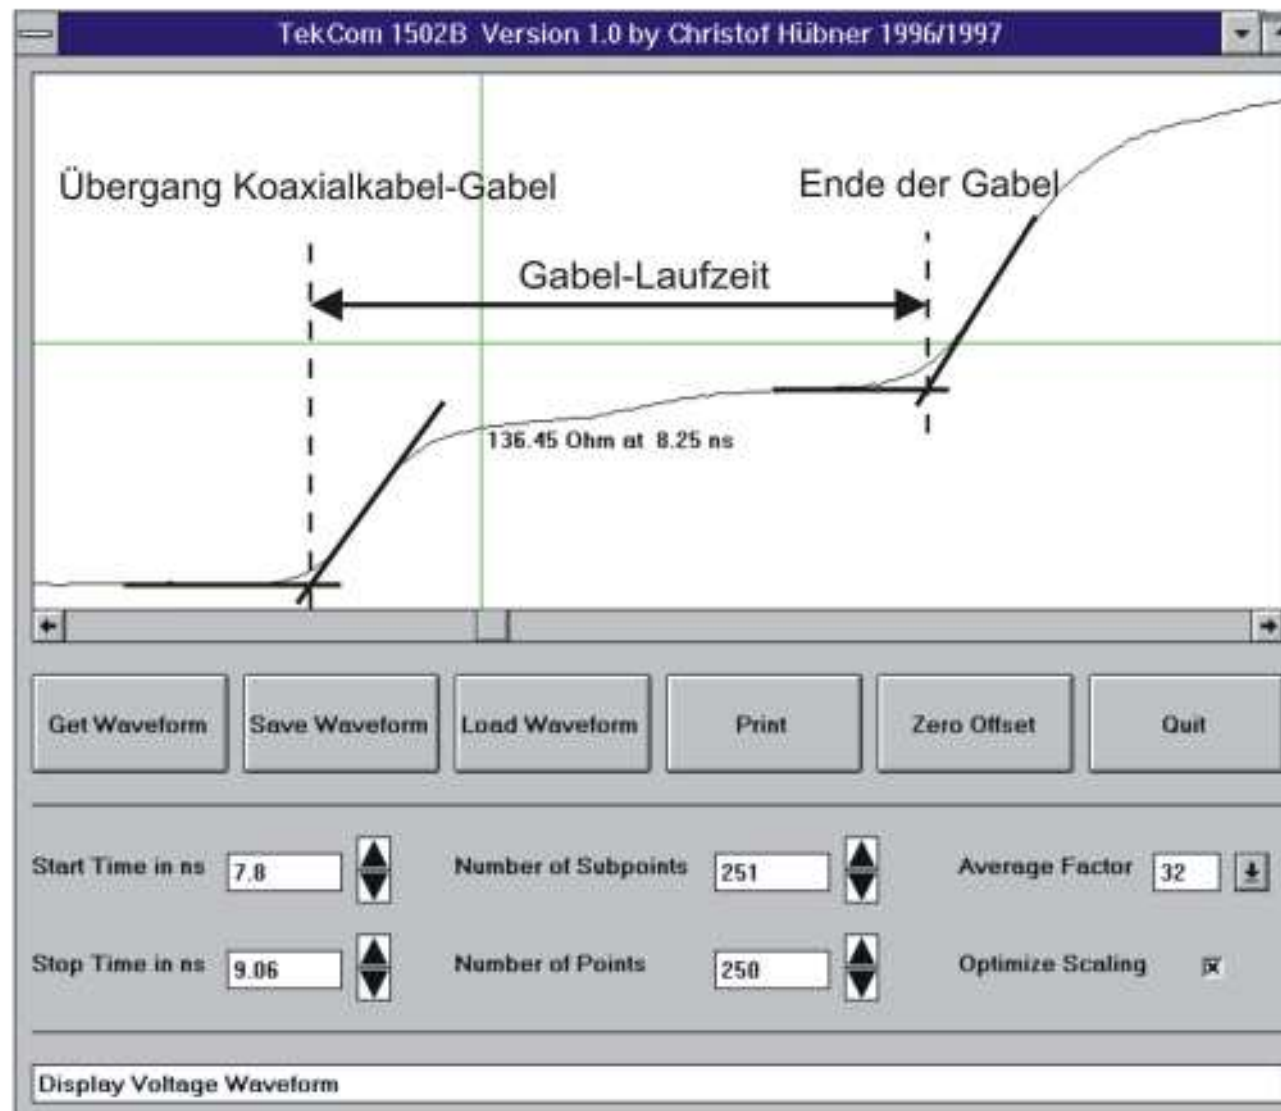 TekCom 1502B Version 1.0 by Christof Hübner 1996/1997
Übergang Koaxialkabel-Gabel
Ende der Gabel
Gabel-Laufzeit
136.45 Ohm at 8.25 ns
Get Waveform
Save Waveform
Load Waveform
Print
Zero Offset
Quit
Start Time in ns 7.8
Number of Subpoints 251
Average Factor 32
Stop Time in ns 9.06
Number of Points 250
Optimize Scaling
Display Voltage Waveform